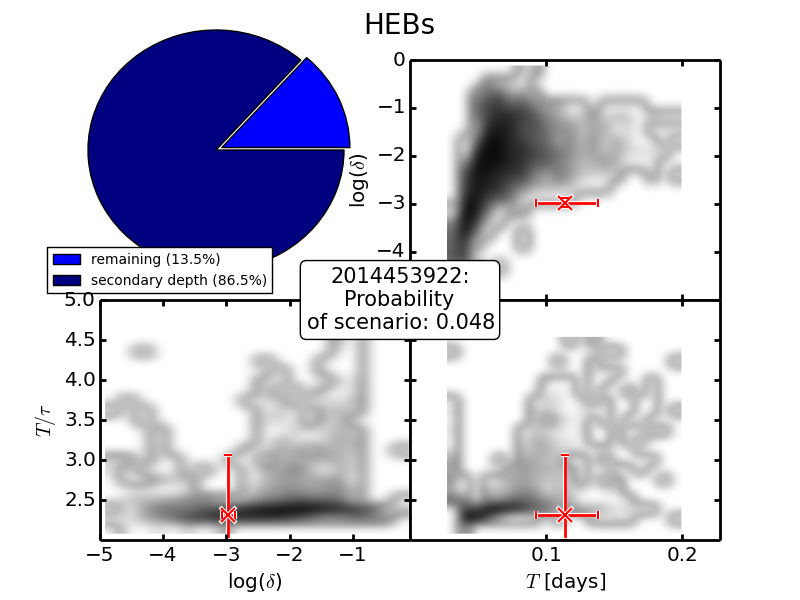 HEBs
0
−1
−2
−3
−4
log(δ)
remaining (13.5%)
secondary depth (86.5%)
2014453922:
Probability
of scenario: 0.048
5.0
4.5
4.0
3.5
3.0
2.5
T/τ
−5
−4
−3
−2
−1
0.1
0.2
log(δ)
T [days]